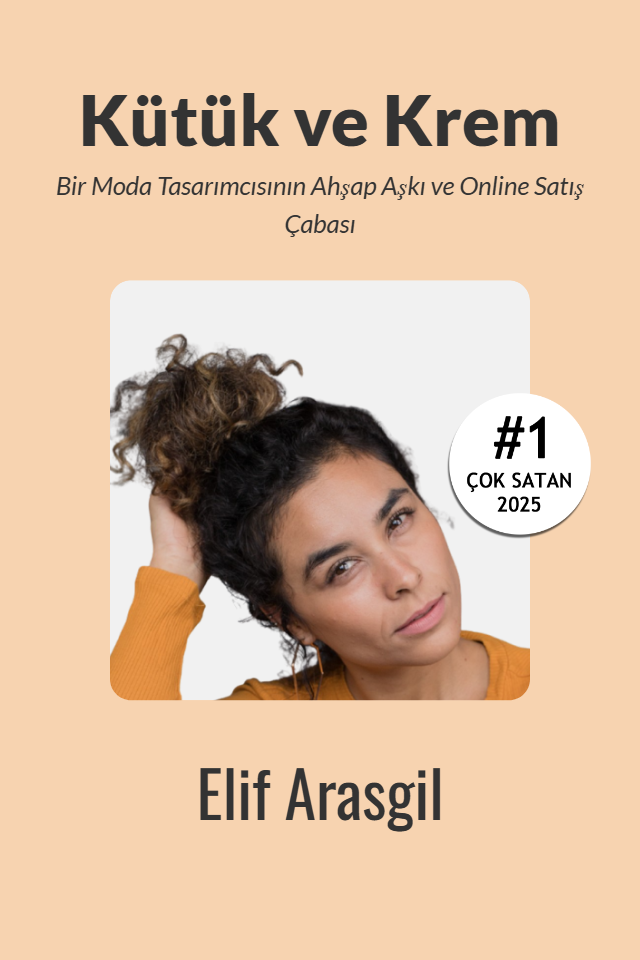 Kütük ve Krem
Bir Moda Tasarımcısının Ahşap Aşkı ve Online Satış
Çabası
#1
ÇOK SATAN
2025
Elif Arasgil